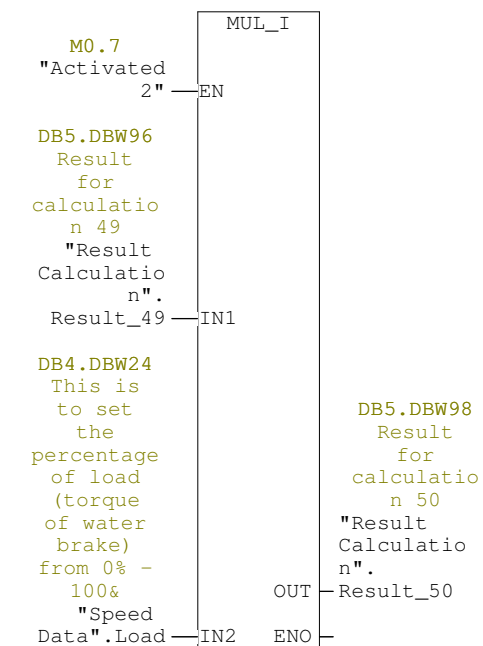 MUL_I
M0.7
"Activated
2"
EN
DB5.DBW96
Result
for
calculatio
n 49
"Result
Calculatio
n".
Result_49
IN1
DB4.DBW24
This is
to set
the
percentage
of load
(torque
of water
brake)
from 0% -
100&
"Speed
Data".Load
IN2
DB5.DBW98
Result
for
calculatio
n 50
"Result
Calculatio
n".
OUT
Result_50
ENO